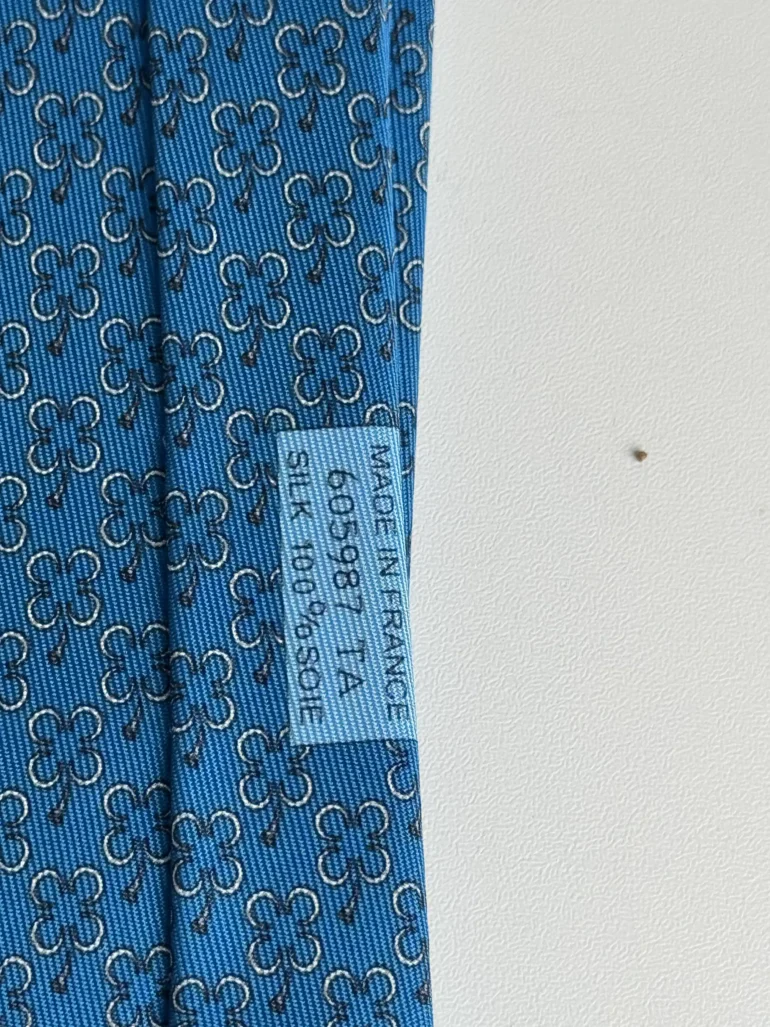 MADE IN FRANCE
605987 TA
SILK 100% SOIE